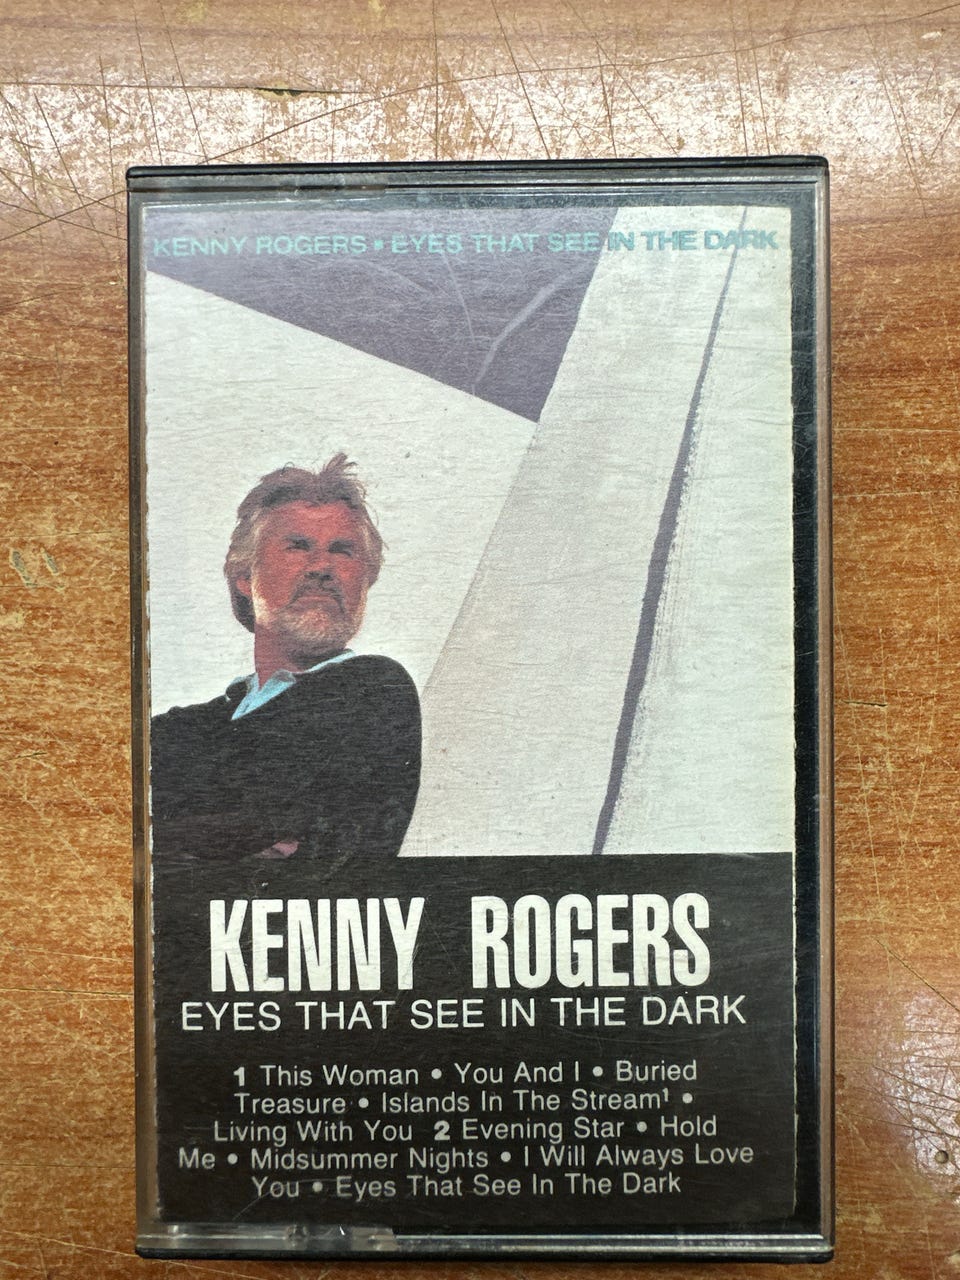 KENNY ROGERS • EYES THAT SEE IN THE DARK
KENNY ROGERS
EYES THAT SEE IN THE DARK
1 This Woman • You And I • Buried
Treasure • Islands In The Stream¹ •
Living With You 2 Evening Star • Hold
Me • Midsummer Nights • I Will Always Love
You • Eyes That See In The Dark